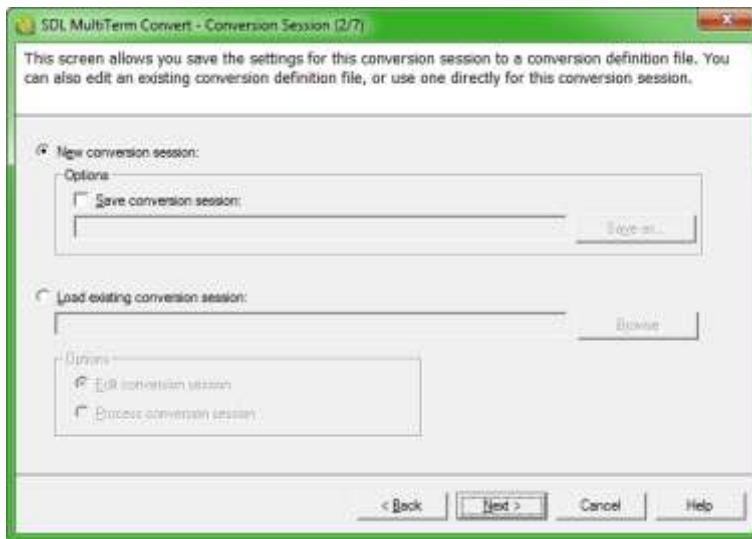 SDL MultiTerm Convert - Conversion Session (2/7)
This screen allows you save the settings for this conversion session to a conversion definition file. You
can also edit an existing conversion definition file, or use one directly for this conversion session.
New conversion session:
Options
Save conversion session:
Save as...
Load existing conversion session:
Browse
Options
Edit conversion session
Process conversion session
< Back
Next >
Cancel
Help